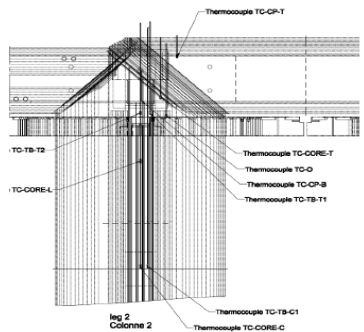 Thermocouple TC-CP-T
TC-TB-T2
Thermocouple TC-CORE-T
Thermocouple TC-O
Thermocouple TC-CP-B
Thermocouple TC-TB-T1
TC-CORE-L
leg 2
Colonne 2
Thermocouple TC-TB-C1
Thermocouple TC-CORE-C